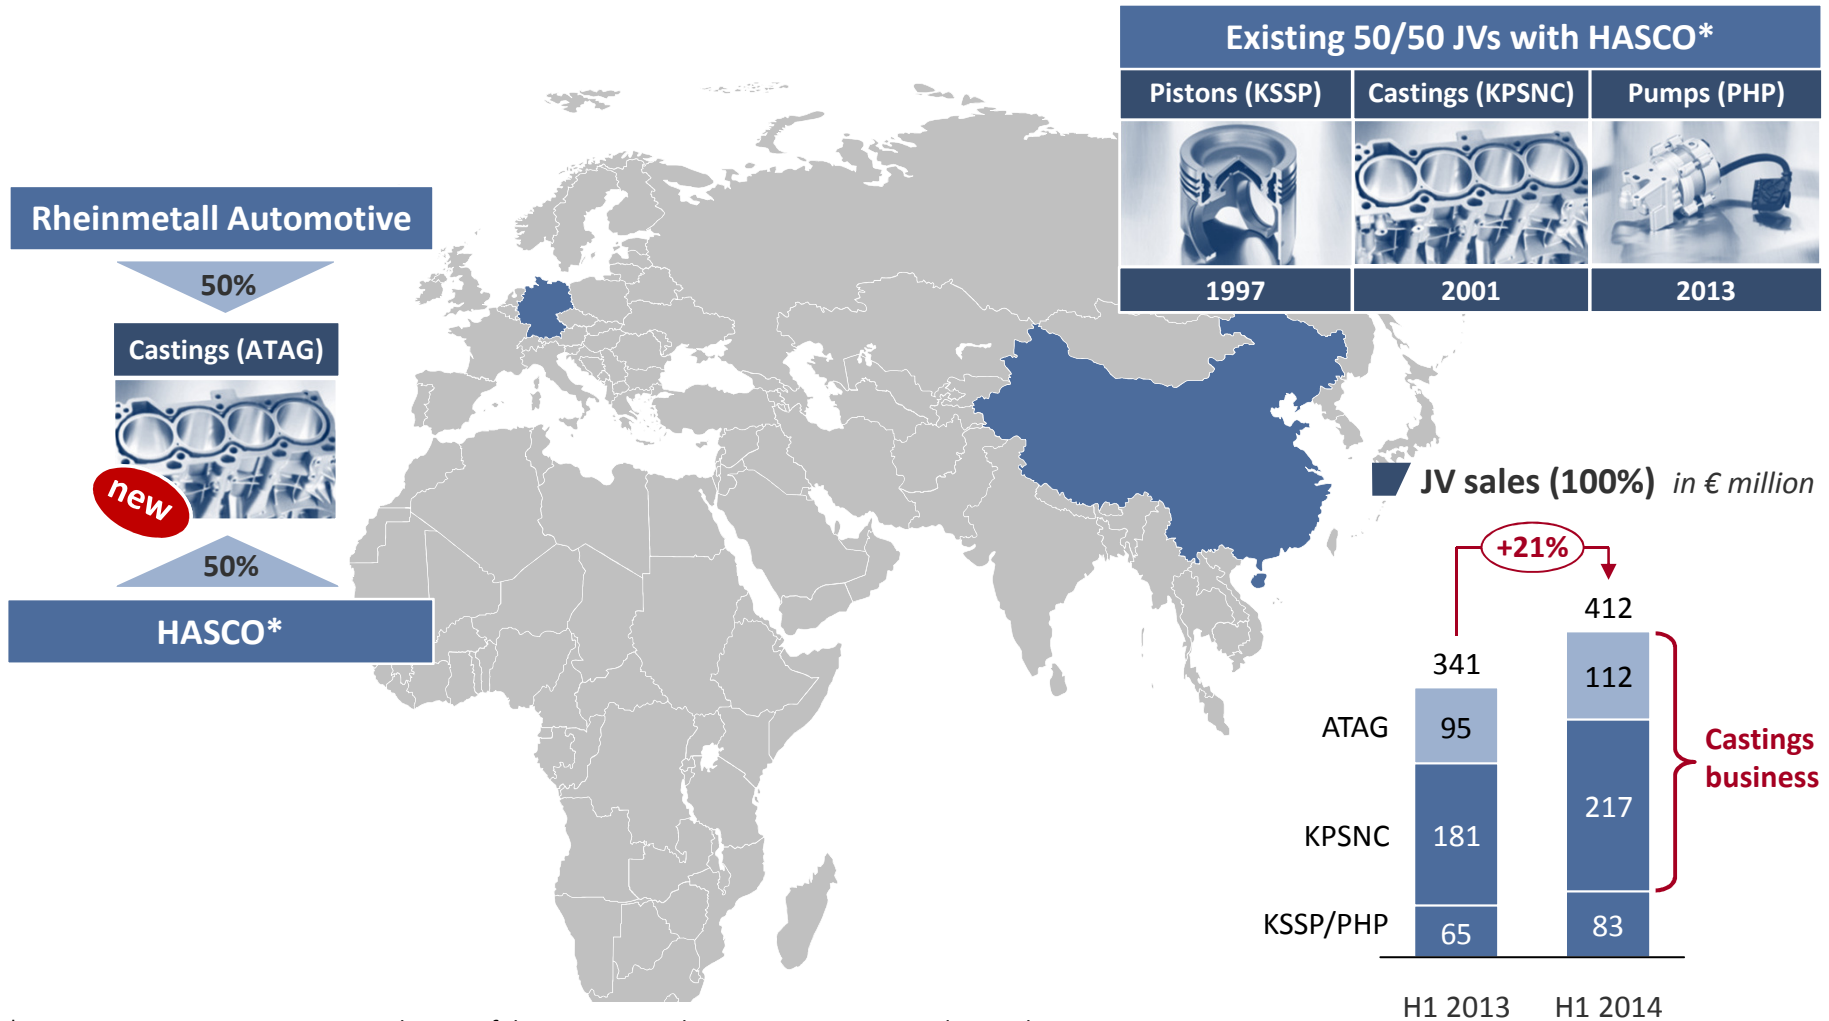 Existing 50/50 JVs with HASCO*
Pistons (KSSP) Castings (KPSNC) Pumps (PHP)
1997 2001 2013
Rheinmetall Automotive
50%
Castings (ATAG)
new
50%
HASCO*
JV sales (100%) in € million
+21%
412
341
112
ATAG 95
Castings
business
217
KPSNC 181
KSSP/PHP 65 83
H1 2013 H1 2014